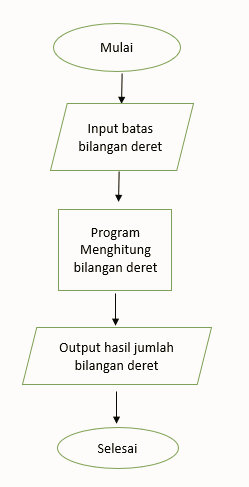 Mulai
Input batas
bilangan deret
Program
Menghitung
bilangan deret
Output hasil jumlah
bilangan deret
Selesai